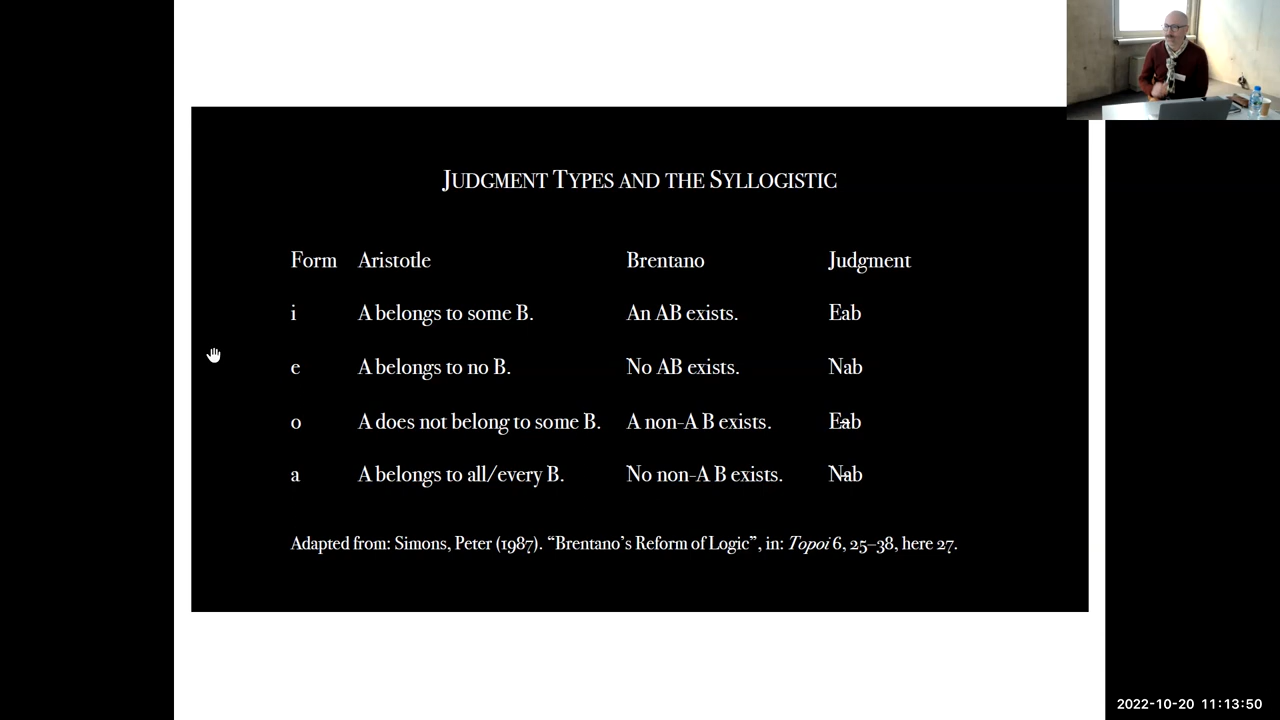 JUDGMENT TYPES AND THE SYLLOGISTIC
Form Aristotle Brentano Judgment
i A belongs to some B. An AB exists. Eab
e A belongs to no B. No AB exists. Nab
o A does not belong to some B. A non-A B exists. Ea̶b
a A belongs to all/every B. No non-A B exists. Na̶b
Adapted from: Simons, Peter (1987). “Brentano’s Reform of Logic”, in: Topoi 6, 25–38, here 27.
2022-10-20 11:13:50